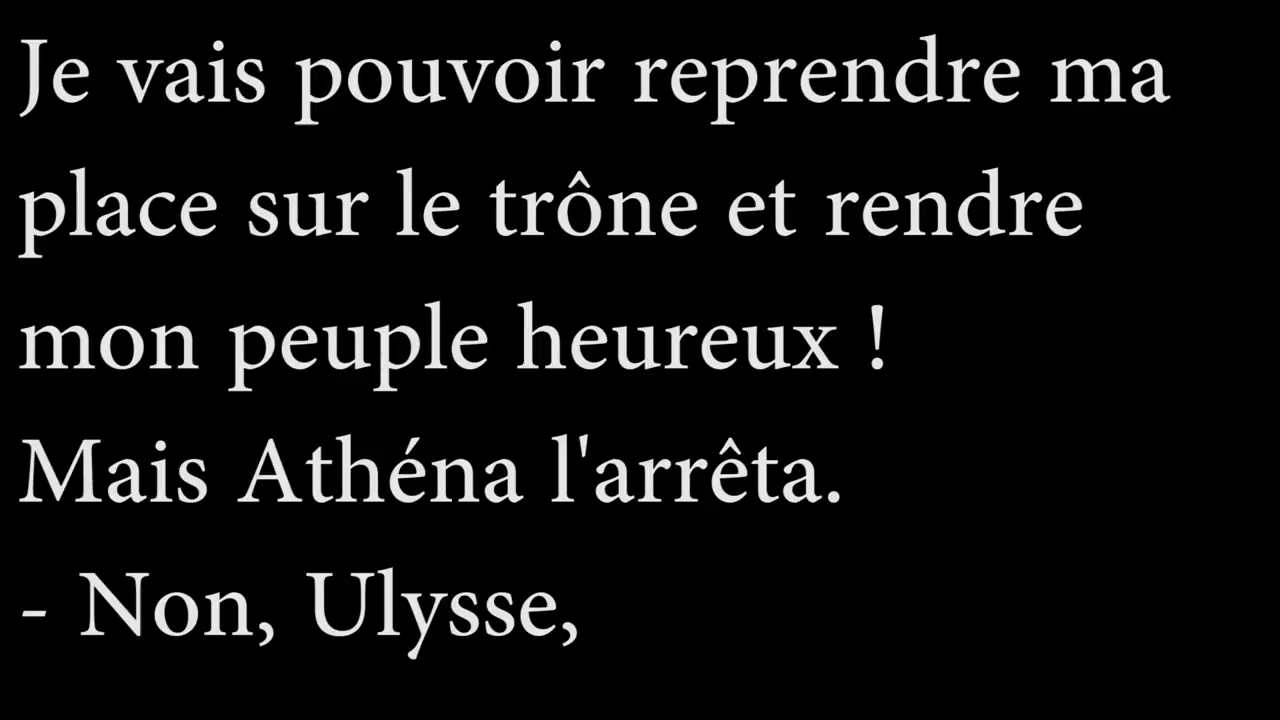 Je vais pouvoir reprendre ma
place sur le trône et rendre
mon peuple heureux !
Mais Athéna l'arrêta.
- Non, Ulysse,